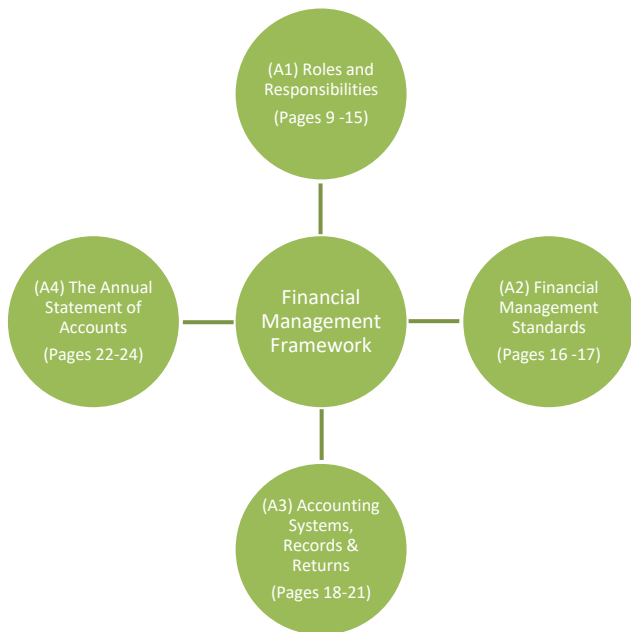 (A1) Roles and
Responsibilities
(Pages 9 -15)
(A4) The Annual
Statement of
Accounts
(Pages 22-24)
Financial
Management
Framework
(A2) Financial
Management
Standards
(Pages 16 -17)
(A3) Accounting
Systems,
Records &
Returns
(Pages 18-21)